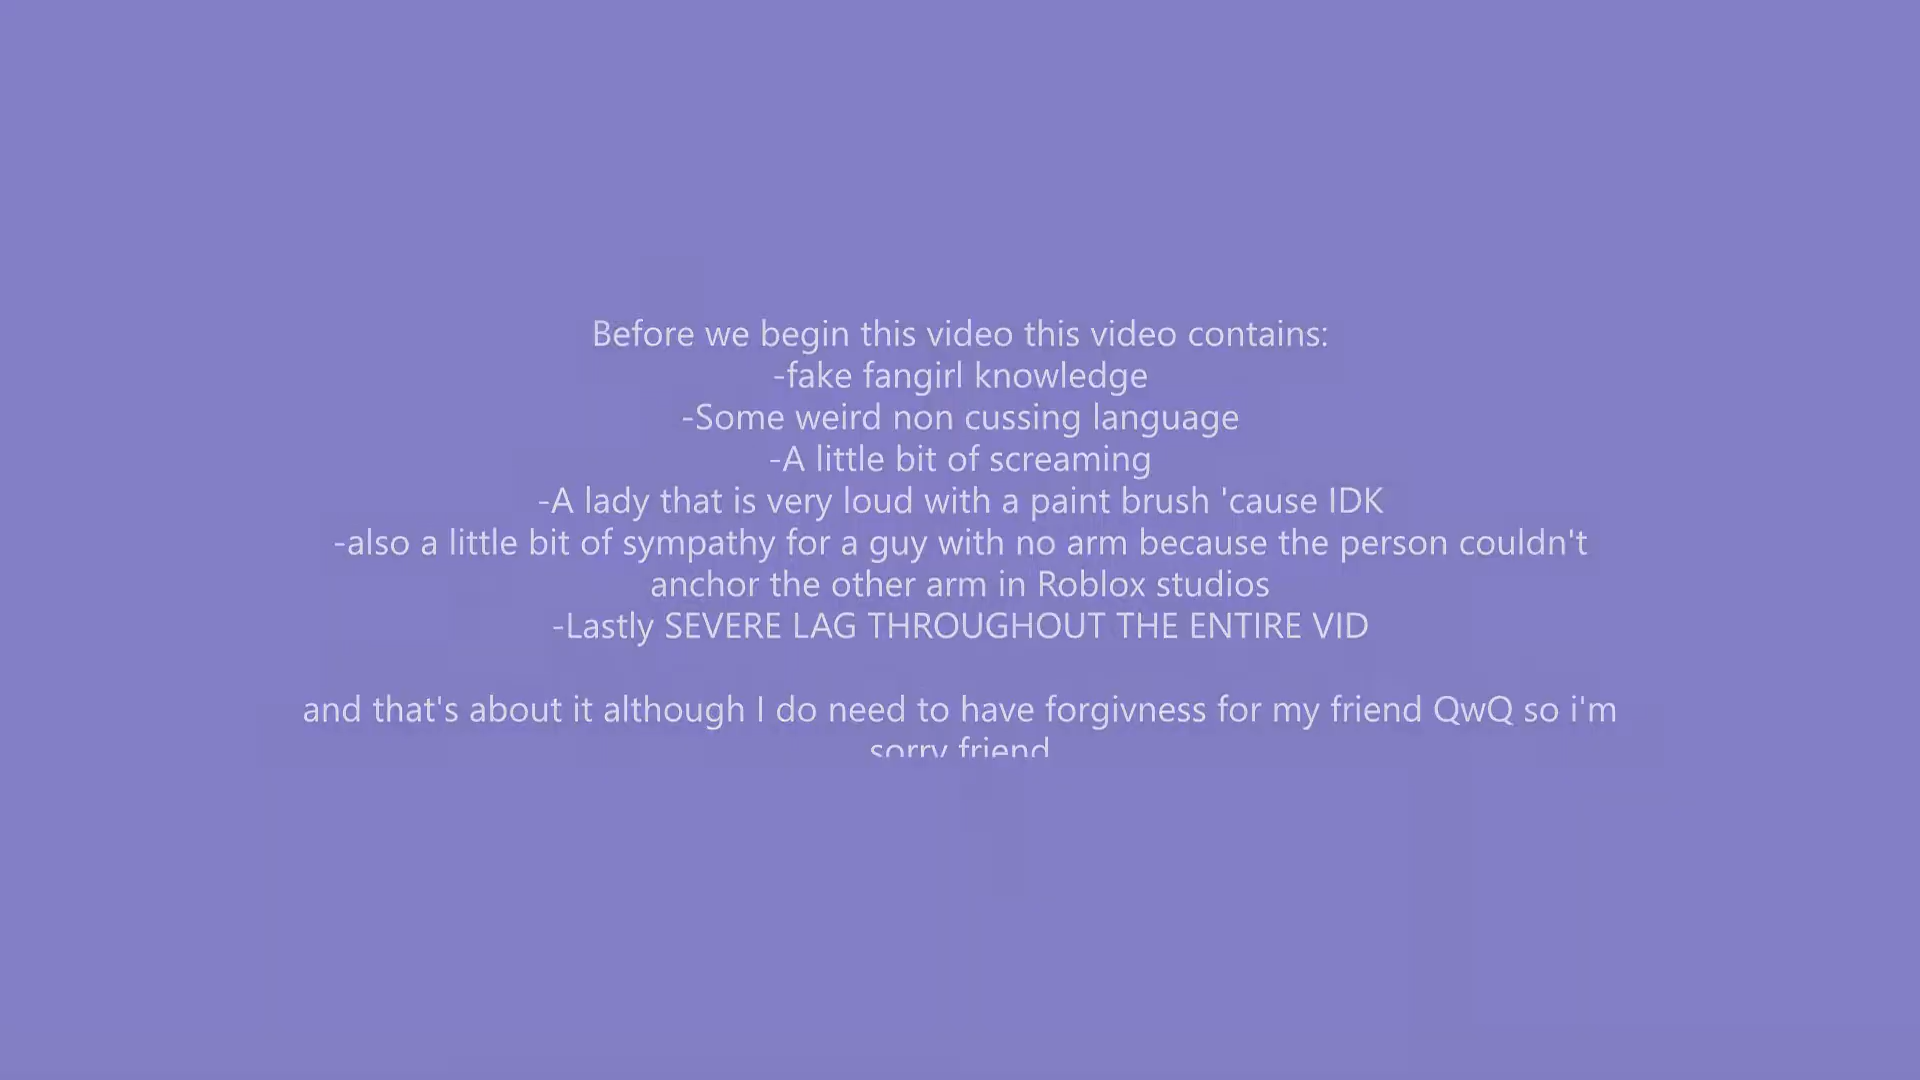 Before we begin this video this video contains:
-fake fangirl knowledge
-Some weird non cussing language
-A little bit of screaming
-A lady that is very loud with a paint brush 'cause IDK
-also a little bit of sympathy for a guy with no arm because the person couldn't
anchor the other arm in Roblox studios
-Lastly SEVERE LAG THROUGHOUT THE ENTIRE VID
and that's about it although I do need to have forgivness for my friend QwQ so i'm
sorry friend